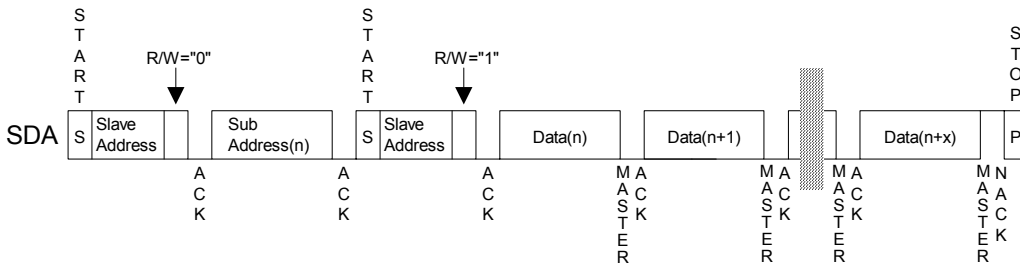 START
START
STOP
R/W="0"
R/W="1"
SDA
S
Slave
Address
Sub
Address(n)
S
Slave
Address
Data(n)
Data(n+1)
Data(n+x)
P
ACK
ACK
ACK
MASTER
ACK
MASTER
ACK
MASTER
ACK
MASTER
NACK